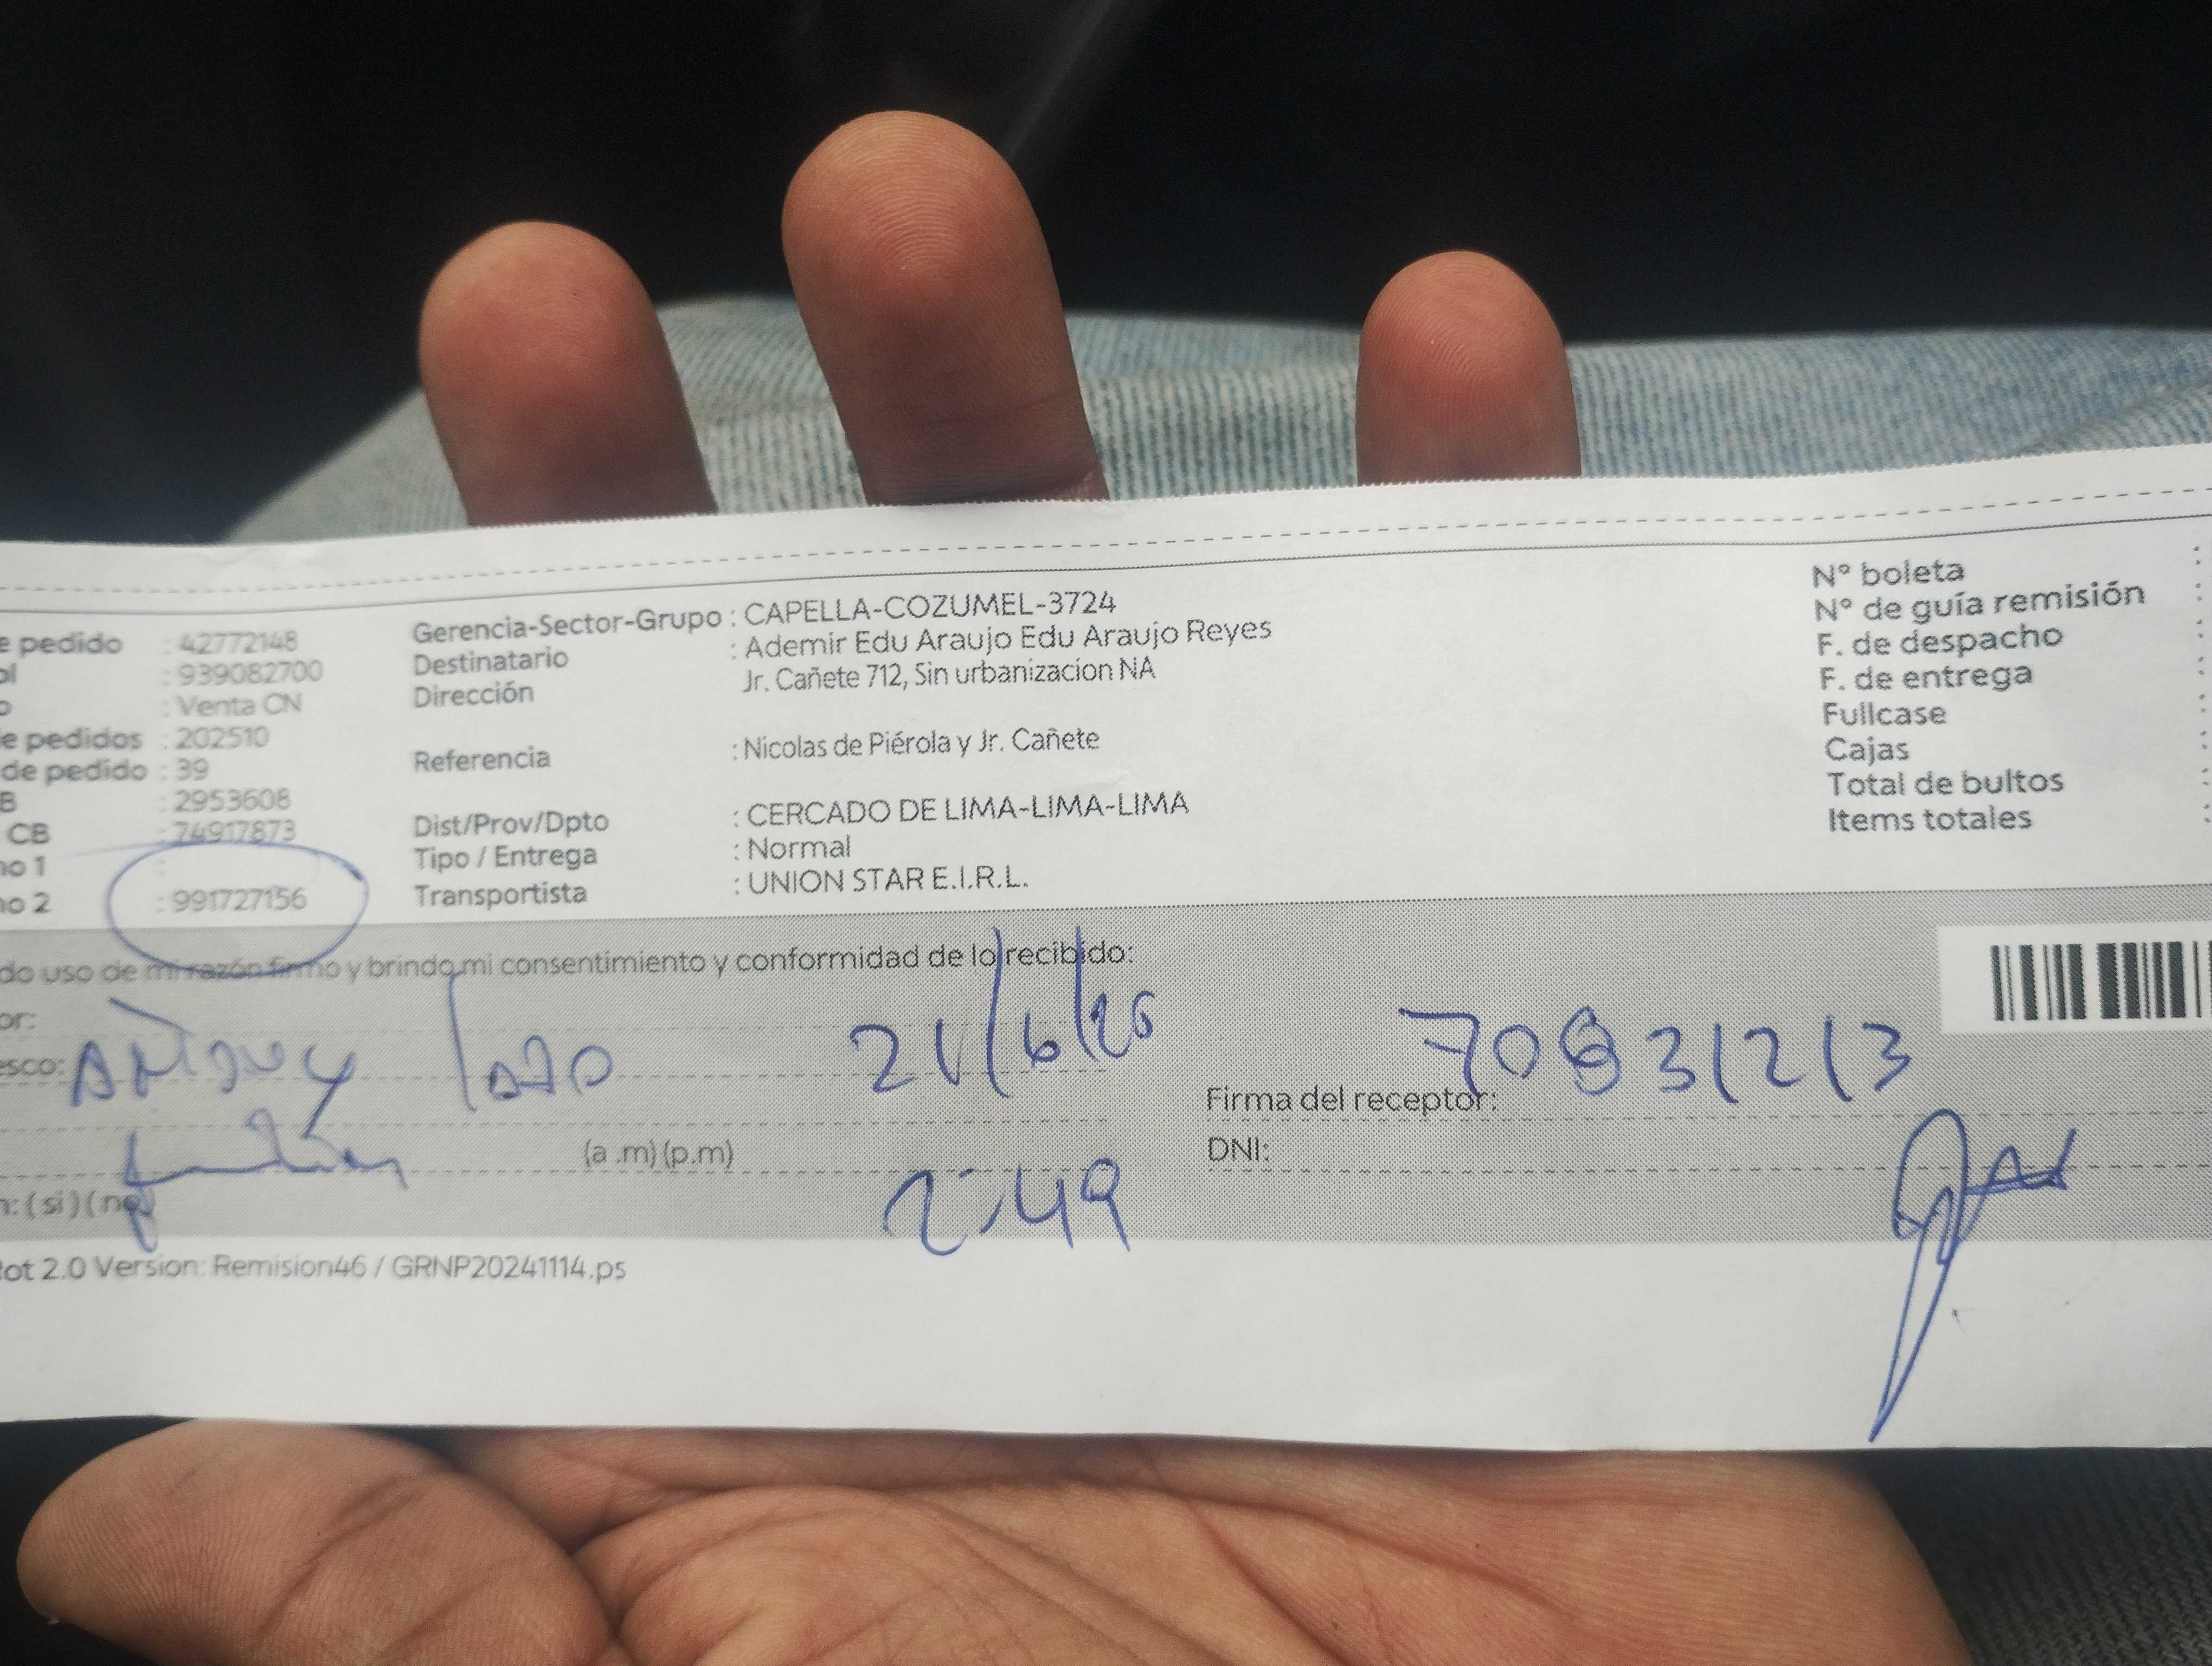 e pedido : 42772148
ol : 939082700
o : Venta CN
e pedidos : 202510
de pedido : 39
B : 2953608
CB : 74917873
no 1 :
no 2 : 991727156
Gerencia-Sector-Grupo : CAPELLA-COZUMEL-3724
Destinatario : Ademir Edu Araujo Edu Araujo Reyes
Dirección Jr. Cañete 712, Sin urbanizacion NA
Referencia : Nicolas de Piérola y Jr. Cañete
Dist/Prov/Dpto : CERCADO DE LIMA-LIMA-LIMA
Tipo / Entrega : Normal
Transportista : UNION STAR E.I.R.L.
N° boleta :
N° de guía remisión :
F. de despacho :
F. de entrega :
Fullcase :
Cajas :
Total de bultos :
Items totales :
do uso de mi razón firmo y brindo mi consentimiento y conformidad de lo recibido:
or:
esco: 21/6/26
Firma del receptor:
(a .m) (p.m) 2:49 DNI:
n: ( si ) ( no)
ot 2.0 Version: Remision46 / GRNP20241114.ps